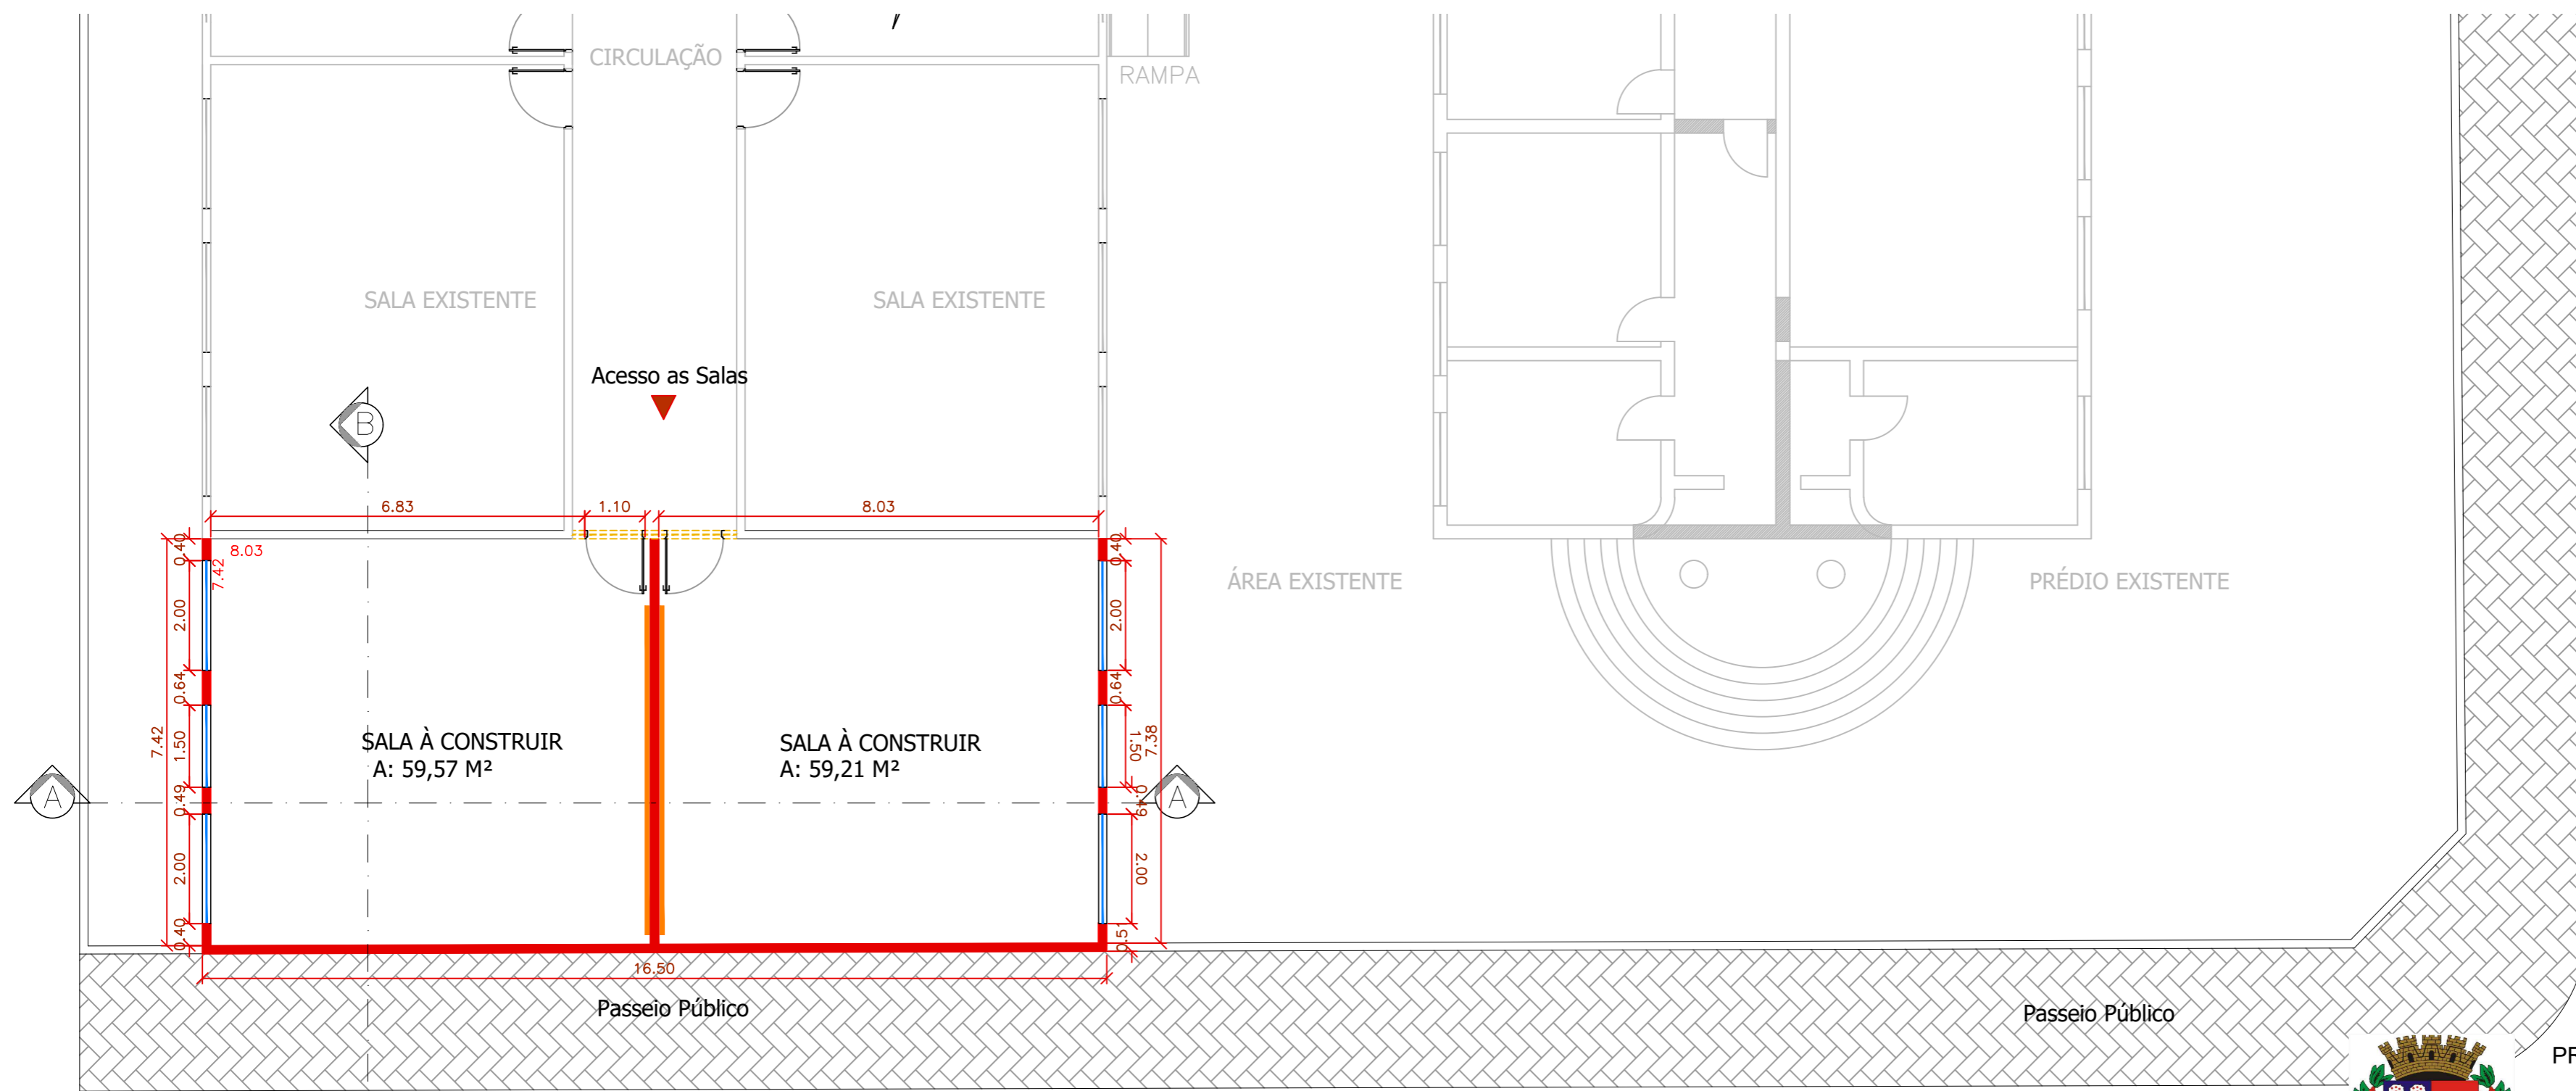 CIRCULAÇÃO
RAMPA
SALA EXISTENTE
SALA EXISTENTE
Acesso as Salas
B
6.83
1.10
8.03
0.40
8.03
7.42
0.40
2.00
2.00
ÁREA EXISTENTE
PRÉDIO EXISTENTE
0.64
0.64
7.42
1.50
SALA À CONSTRUIR
A: 59,57 M²
SALA À CONSTRUIR
A: 59,21 M²
1.50
7.38
A
0.49
0.49
A
2.00
2.00
0.40
0.51
16.50
Passeio Público
Passeio Público